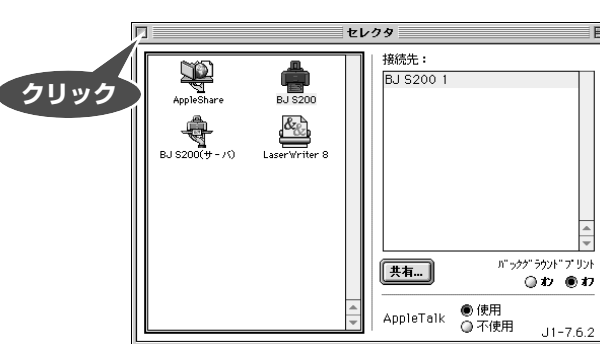 セレクタ
クリック
AppleShare
BJ S200
BJ S200(サーバ)
LaserWriter 8
接続先：
BJ S200 1
共有...
バックグラウンドプリント
オン
オフ
AppleTalk
使用
不使用
J1-7.6.2